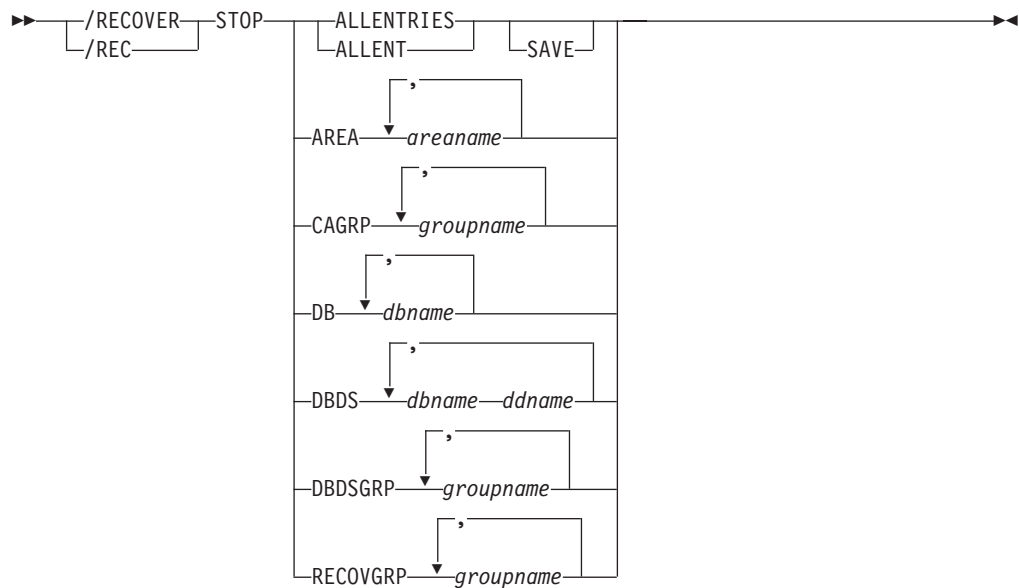 /RECOVER STOP ALLENTRIES
/REC ALLENT SAVE
,
AREA areaname
,
CAGRP groupname
,
DB dbname
,
DBDS dbname ddname
,
DBDSGRP groupname
,
RECOVGRP groupname